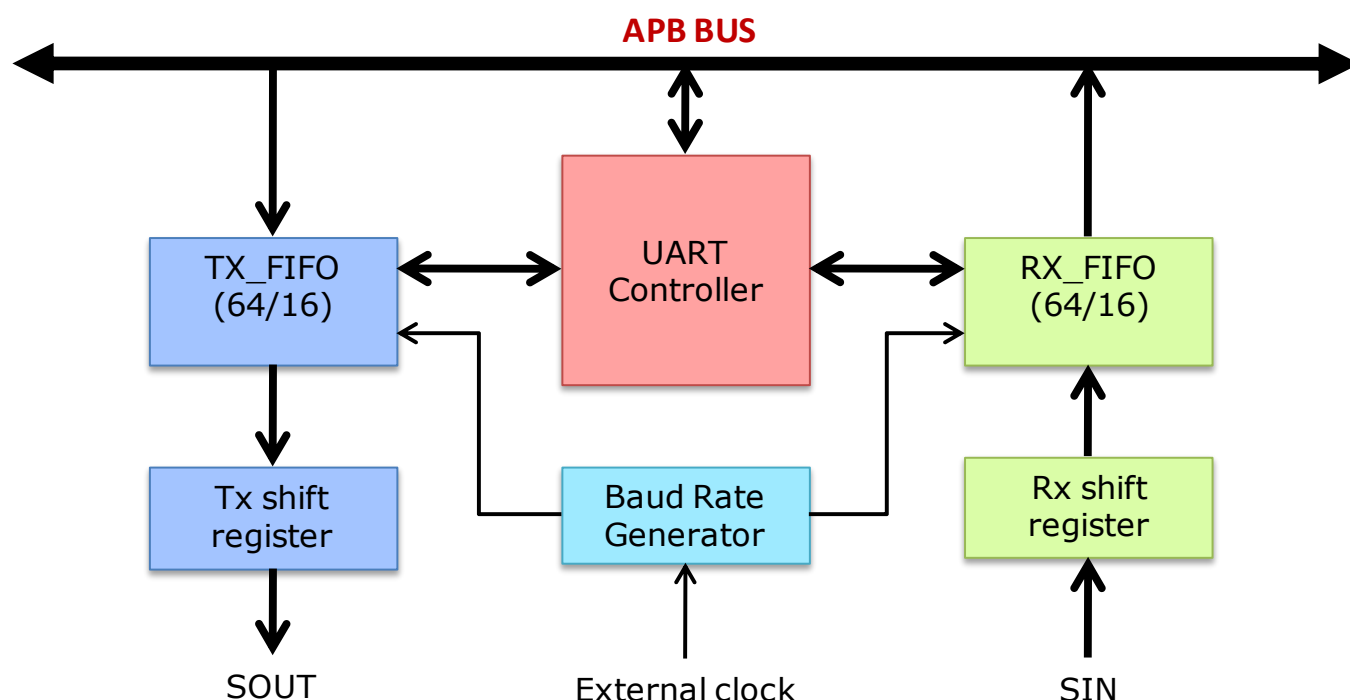 APB BUS
TX_FIFO
(64/16)
UART
Controller
RX_FIFO
(64/16)
Tx shift
register
Baud Rate
Generator
Rx shift
register
SOUT
External clock
SIN